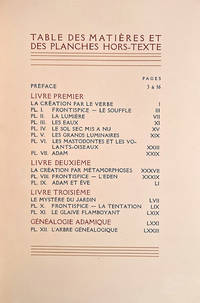 TABLE DES MATIÈRES ET
DES PLANCHES HORS-TEXTE
PAGES
PRÉFACE 3 à 16
LIVRE PREMIER
LA CRÉATION PAR LE VERBE I
PL. I. FRONTISPICE — LE SOUFFLE III
PL. II. LA LUMIÈRE VII
PL. III. LES EAUX XI
PL. IV. LE SOL SEC MIS A NU XV
PL. V. LES GRANDS LUMINAIRES XIX
PL. VI. LES MASTODONTES ET LES VO-
LANTS-OISEAUX XXIII
PL. VII. ADAM XXIX
LIVRE DEUXIÈME
LA CRÉATION PAR MÉTAMORPHOSES XXXVII
PL. VIII. FRONTISPICE — L'EDEN XXXIX
PL. IX. ADAM ET ÈVE LI
LIVRE TROISIÈME
LE MYSTÈRE DU JARDIN LVII
PL. X. FRONTISPICE — LA TENTATION LIX
PL. XI. LE GLAIVE FLAMBOYANT LXXI
GÉNÉALOGIE ADAMIQUE LXXI
PL. XII. L'ARBRE GÉNÉALOGIQUE LXXIII